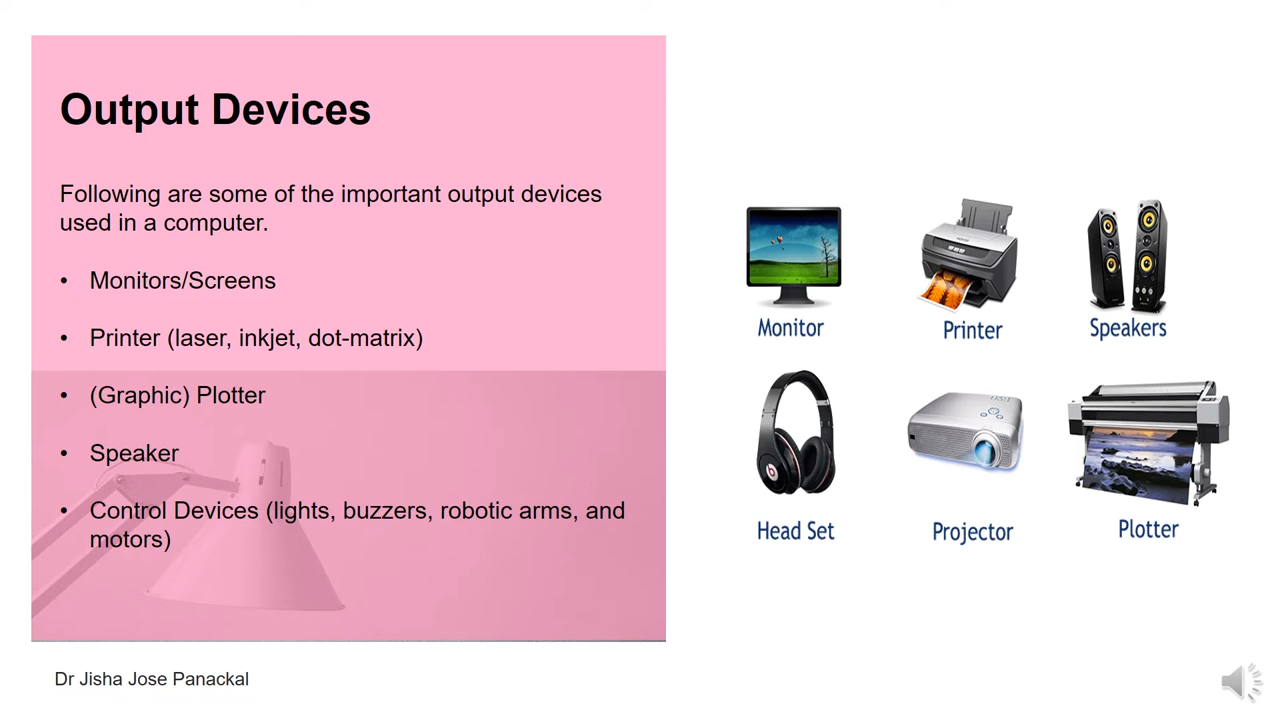 Output Devices
Following are some of the important output devices
used in a computer.
• Monitors/Screens
• Printer (laser, inkjet, dot-matrix)
• (Graphic) Plotter
• Speaker
• Control Devices (lights, buzzers, robotic arms, and
motors)
Monitor
Printer
Speakers
Head Set
Projector
Plotter
Dr Jisha Jose Panackal